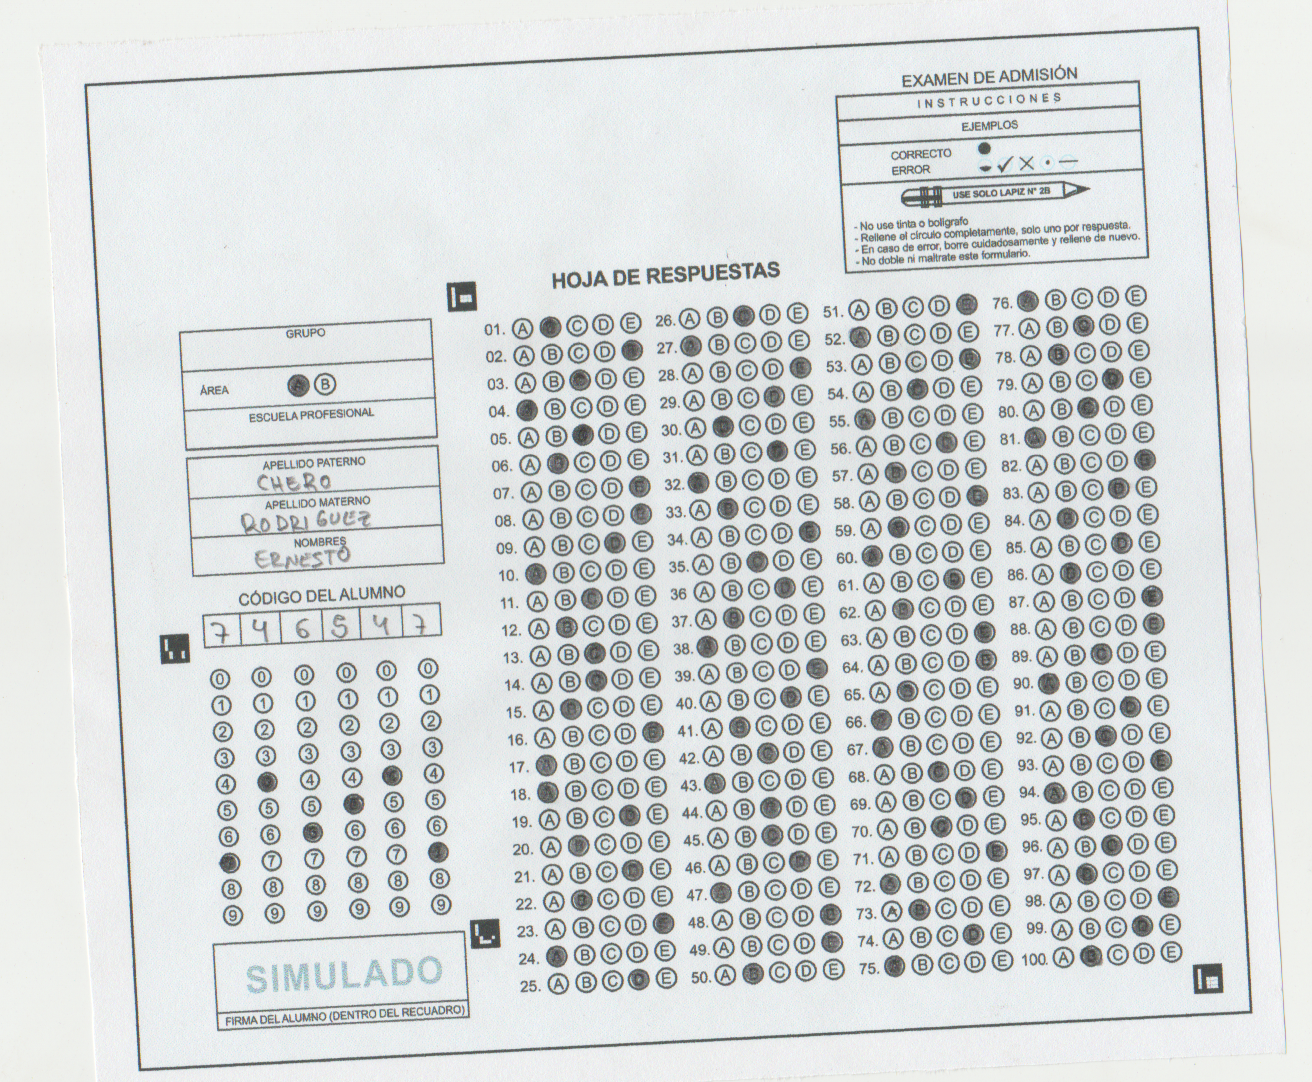 EXAMEN DE ADMISIÓN
INSTRUCCIONES
EJEMPLOS
CORRECTO
ERROR
USE SOLO LAPIZ N° 2B
- No use tinta o bolígrafo
- Rellene el círculo completamente, solo uno por respuesta.
- En caso de error, borre cuidadosamente y rellene de nuevo.
- No doble ni maltrate este formulario.
HOJA DE RESPUESTAS
GRUPO
ÁREA A B
ESCUELA PROFESIONAL
APELLIDO PATERNO
CHERO
APELLIDO MATERNO
RODRIGUEZ
NOMBRES
ERNESTO
CÓDIGO DEL ALUMNO
7 4 6 5 4 7
0 0 0 0 0 0
1 1 1 1 1 1
2 2 2 2 2 2
3 3 3 3 3 3
4 4 4 4 4 4
5 5 5 5 5 5
6 6 6 6 6 6
7 7 7 7 7 7
8 8 8 8 8 8
9 9 9 9 9 9
SIMULADO
FIRMA DEL ALUMNO (DENTRO DEL RECUADRO)
01. A B C D E
02. A B C D E
03. A B C D E
04. A B C D E
05. A B C D E
06. A B C D E
07. A B C D E
08. A B C D E
09. A B C D E
10. A B C D E
11. A B C D E
12. A B C D E
13. A B C D E
14. A B C D E
15. A B C D E
16. A B C D E
17. A B C D E
18. A B C D E
19. A B C D E
20. A B C D E
21. A B C D E
22. A B C D E
23. A B C D E
24. A B C D E
25. A B C D E
26. A B C D E
27. A B C D E
28. A B C D E
29. A B C D E
30. A B C D E
31. A B C D E
32. A B C D E
33. A B C D E
34. A B C D E
35. A B C D E
36 A B C D E
37. A B C D E
38. A B C D E
39. A B C D E
40. A B C D E
41. A B C D E
42. A B C D E
43. A B C D E
44. A B C D E
45. A B C D E
46. A B C D E
47. A B C D E
48. A B C D E
49. A B C D E
50. A B C D E
51. A B C D E
52. A B C D E
53. A B C D E
54. A B C D E
55. A B C D E
56. A B C D E
57. A B C D E
58. A B C D E
59. A B C D E
60. A B C D E
61. A B C D E
62. A B C D E
63. A B C D E
64. A B C D E
65. A B C D E
66. A B C D E
67. A B C D E
68. A B C D E
69. A B C D E
70. A B C D E
71. A B C D E
72. A B C D E
73. A B C D E
74. A B C D E
75. A B C D E
76. A B C D E
77. A B C D E
78. A B C D E
79. A B C D E
80. A B C D E
81. A B C D E
82. A B C D E
83. A B C D E
84. A B C D E
85. A B C D E
86. A B C D E
87. A B C D E
88. A B C D E
89. A B C D E
90. A B C D E
91. A B C D E
92. A B C D E
93. A B C D E
94. A B C D E
95. A B C D E
96. A B C D E
97. A B C D E
98. A B C D E
99. A B C D E
100. A B C D E